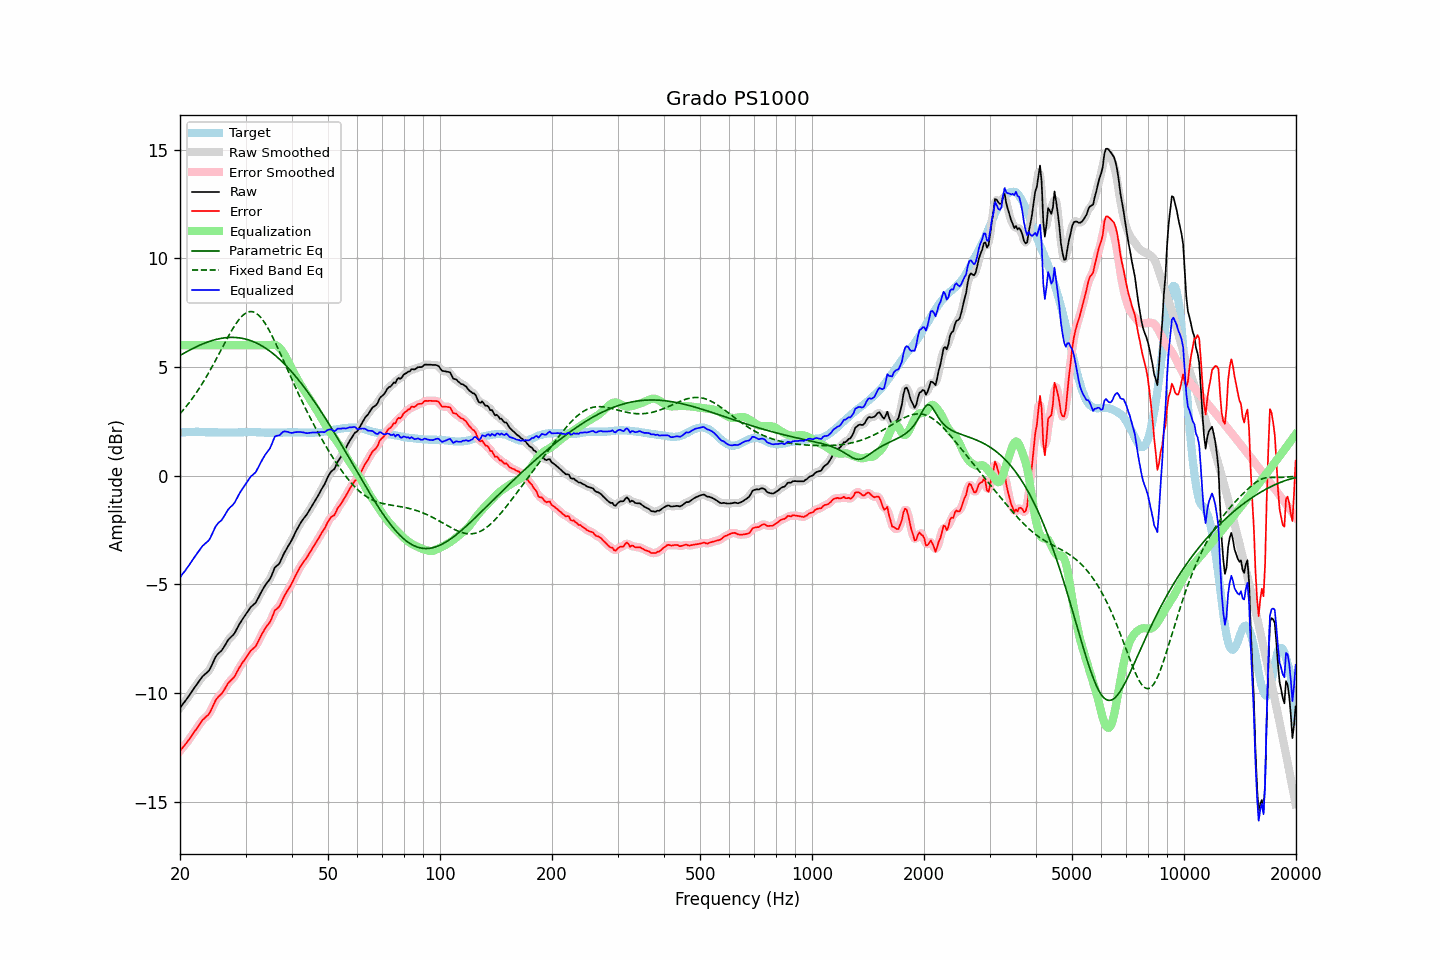 Grado PS1000
Target
Raw Smoothed
Error Smoothed
Raw
Error
Equalization
Parametric Eq
Fixed Band Eq
Equalized
Amplitude (dBr)
15
10
5
0
−5
−10
−15
20
50
100
200
500
1000
2000
5000
10000
20000
Frequency (Hz)